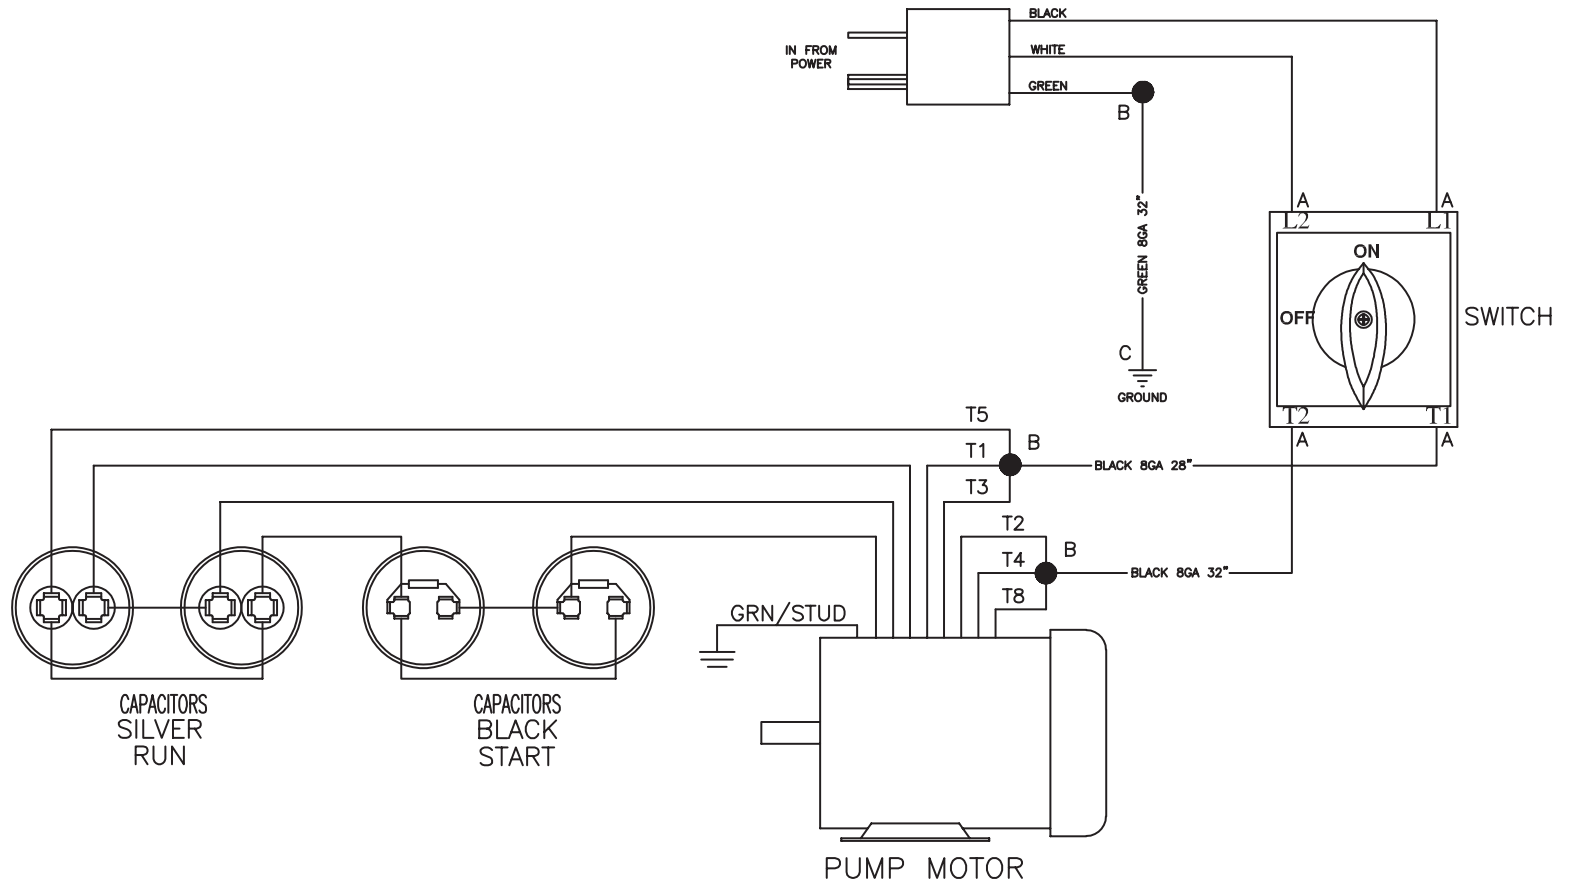 BLACK
IN FROM
POWER
WHITE
GREEN
B
GREEN 8GA 32"
C
GROUND
A
A
L2
L1
ON
OFF
SWITCH
T2
T1
A
A
T5
T1
B
BLACK 8GA 28"
T3
T2
T4
B
BLACK 8GA 32"
T8
GRN/STUD
CAPACITORS
SILVER
RUN
CAPACITORS
BLACK
START
PUMP MOTOR